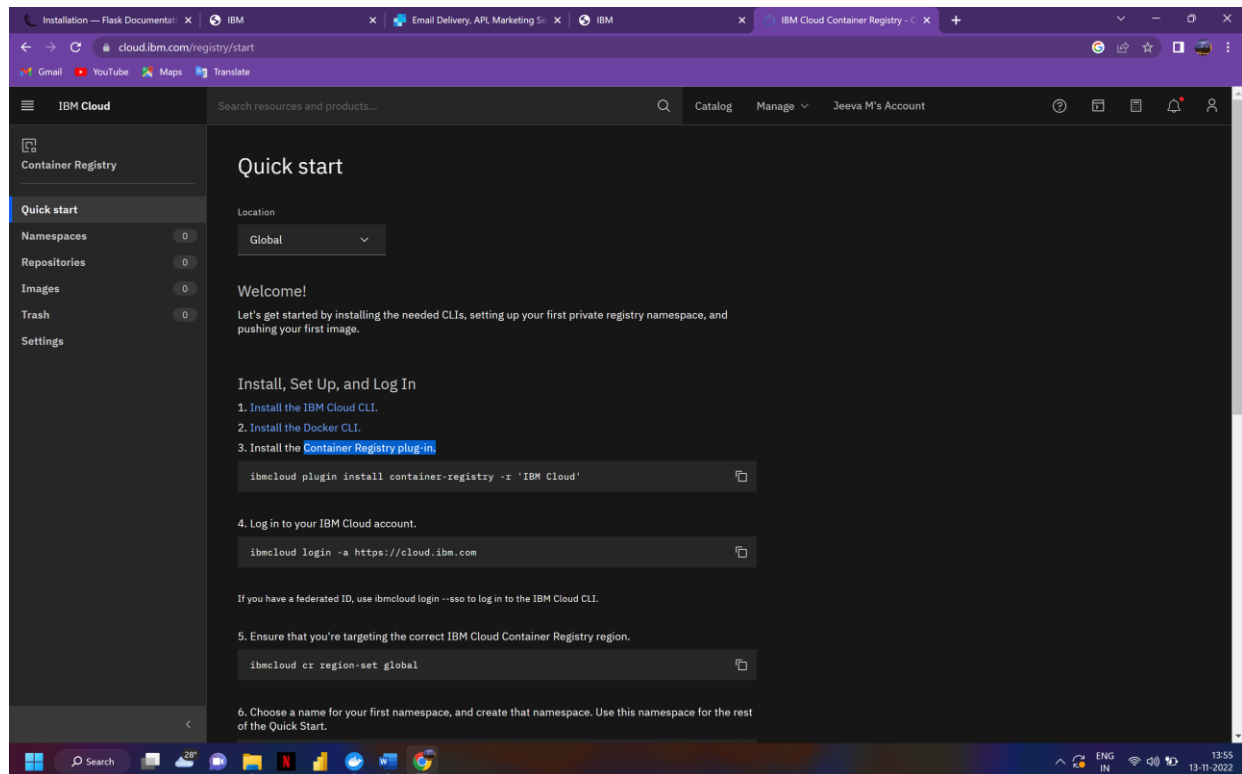 Installation — Flask Documentati
IBM
Email Delivery, API, Marketing Se
IBM
IBM Cloud Container Registry - C
cloud.ibm.com/registry/start
Gmail YouTube Maps Translate
IBM Cloud
Search resources and products...
Catalog Manage Jeeva M's Account
Container Registry
Quick start
Namespaces 0
Repositories 0
Images 0
Trash 0
Settings
Quick start
Location
Global
Welcome!
Let's get started by installing the needed CLIs, setting up your first private registry namespace, and
pushing your first image.
Install, Set Up, and Log In
1. Install the IBM Cloud CLI.
2. Install the Docker CLI.
3. Install the Container Registry plug-in.
ibmcloud plugin install container-registry -r 'IBM Cloud'
4. Log in to your IBM Cloud account.
ibmcloud login -a https://cloud.ibm.com
If you have a federated ID, use ibmcloud login --sso to log in to the IBM Cloud CLI.
5. Ensure that you're targeting the correct IBM Cloud Container Registry region.
ibmcloud cr region-set global
6. Choose a name for your first namespace, and create that namespace. Use this namespace for the rest
of the Quick Start.
Search
28°
ENG
IN
13:55
13-11-2022